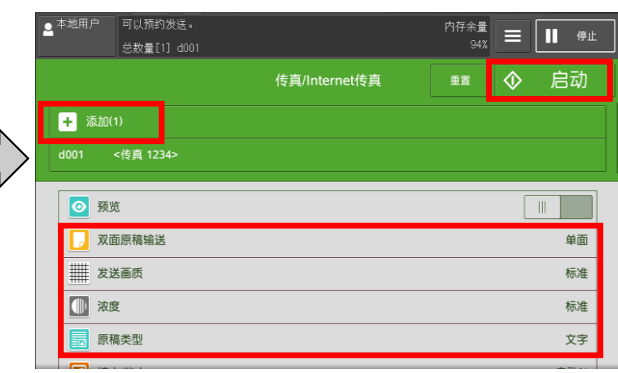 本地用户
可以预约发送。
总数量[1] d001
内存余量
94%
停止
传真/Internet传真
重置
启动
添加(1)
d001 <传真 1234>
预览
双面原稿输送 单面
发送画质 标准
浓度 标准
原稿类型 文字